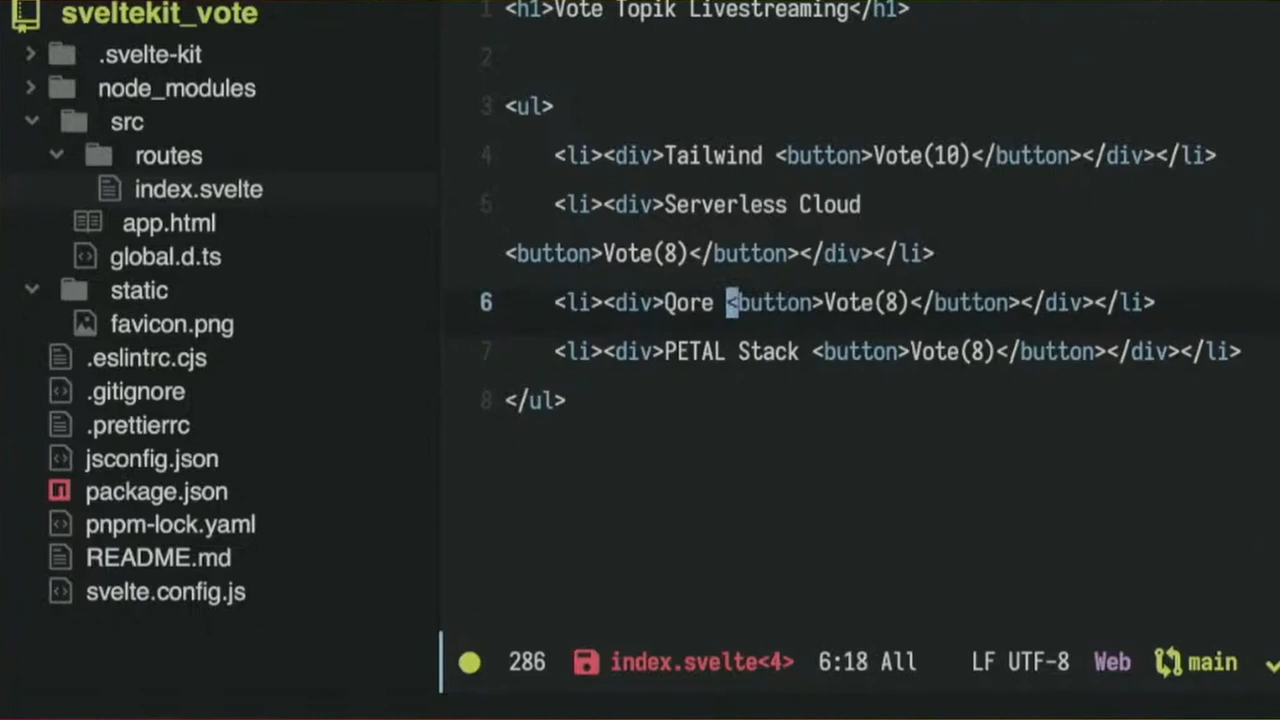 sveltekit_vote
.svelte-kit
node_modules
src
routes
index.svelte
app.html
global.d.ts
static
favicon.png
.eslintrc.cjs
.gitignore
.prettierrc
jsconfig.json
package.json
pnpm-lock.yaml
README.md
svelte.config.js
1 <h1>Vote Topik Livestreaming</h1>
2
3 <ul>
4 <li><div>Tailwind <button>Vote(10)</button></div></li>
5 <li><div>Serverless Cloud
<button>Vote(8)</button></div></li>
6 <li><div>Qore <button>Vote(8)</button></div></li>
7 <li><div>PETAL Stack <button>Vote(8)</button></div></li>
8 </ul>
286 index.svelte<4> 6:18 All LF UTF-8 Web main